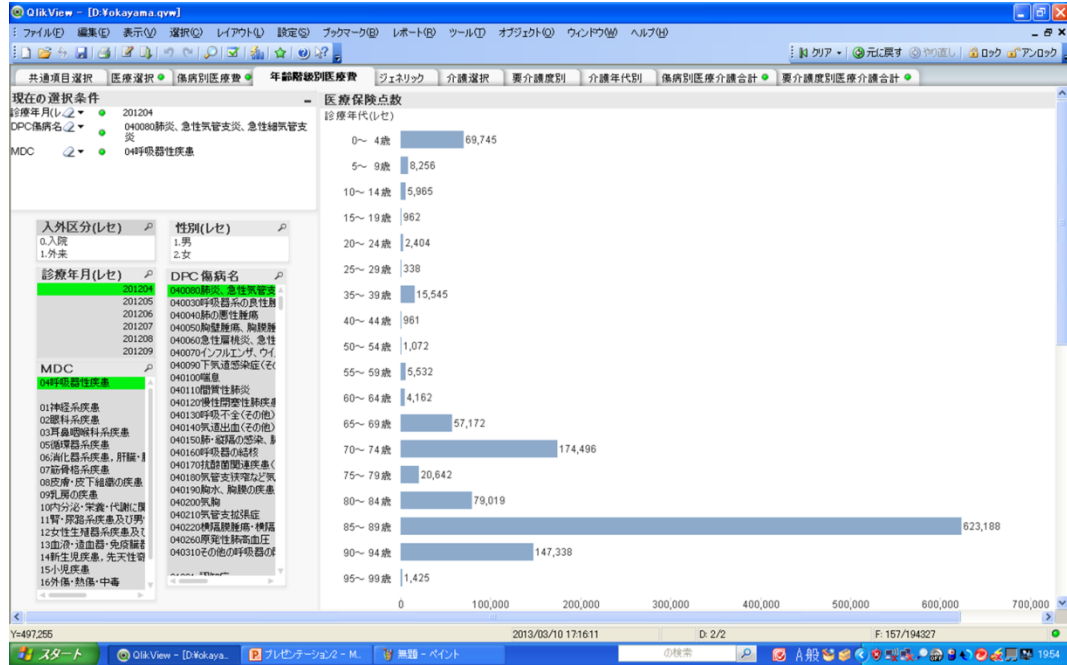 QlikView - [D:¥okayama.qvw]
ファイル(F) 編集(E) 表示(V) 選択(C) レイアウト(L) 設定(S) ブックマーク(B) レポート(R) ツール(T) オブジェクト(O) ウィンドウ(W) ヘルプ(H)
クリア 元に戻す やり直し ロック アンロック
共通項目選択 医療選択 傷病別医療費 年齢階級別医療費 ジェネリック 介護選択 要介護度別 介護年代別 傷病別医療介護合計 要介護度別医療介護合計
現在の選択条件
診療年月(レ 201204
DPC傷病名 040080肺炎、急性気管支炎、急性細気管支
炎
MDC 04呼吸器性疾患
入外区分(レセ)
0.入院
1.外来
性別(レセ)
1.男
2.女
診療年月(レセ)
201204
201205
201206
201207
201208
201209
MDC
04呼吸器性疾患
01神経系疾患
02眼科系疾患
03耳鼻咽喉科系疾患
05循環器系疾患
06消化器系疾患，肝臓・
07筋骨格系疾患
08皮膚・皮下組織の疾患
09乳房の疾患
10内分泌・栄養・代謝に関
11腎・尿路系疾患及び男
12女性生殖器系疾患及び
13血液・造血器・免疫臓器
14新生児疾患，先天性奇
15小児疾患
16外傷・熱傷・中毒
DPC傷病名
040080肺炎、急性気管支
040030呼吸器系の良性腫
040040肺の悪性腫瘍
040050胸壁腫瘍、胸膜腫
040060急性扁桃炎、急性
040070インフルエンザ、ウイ
040090下気道感染症(その
040100喘息
040110間質性肺炎
040120慢性閉塞性肺疾患
040130呼吸不全(その他)
040140気道出血(その他)
040150肺・縦隔の感染、
040160呼吸器の結核
040170抗酸菌関連疾患(
040180気管支狭窄など気
040190胸水、胸膜の疾患
040200気胸
040210気管支拡張症
040220横隔膜腫瘍・横隔
040260原発性肺高血圧
040310その他の呼吸器の
医療保険点数
診療年代(レセ)
0～ 4歳 69,745
5～ 9歳 8,256
10～ 14歳 5,965
15～ 19歳 962
20～ 24歳 2,404
25～ 29歳 338
35～ 39歳 15,545
40～ 44歳 961
50～ 54歳 1,072
55～ 59歳 5,532
60～ 64歳 4,162
65～ 69歳 57,172
70～ 74歳 174,496
75～ 79歳 20,642
80～ 84歳 79,019
85～ 89歳 623,188
90～ 94歳 147,338
95～ 99歳 1,425
0 100,000 200,000 300,000 400,000 500,000 600,000 700,000
Y=497,255 2013/03/10 17:16:11 D: 2/2 F: 157/194327
スタート QlikView - [D:¥okaya... プレゼンテーション2 - M... 無題 - ペイント の検索 A 般 19:54